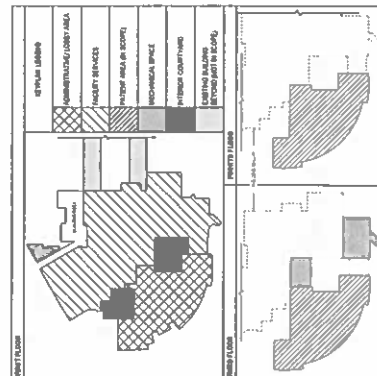 KEYPLAN LEGEND
ADMINISTRATIVE/ LOBBY AREA
FACULTY SPACES
PATIENT AREA (IN SCOPE)
MECHANICAL SPACE
INTERIOR COURTYARD
EXISTING BUILDING
BEYOND (NOT IN SCOPE)
FIRST FLOOR
THIRD FLOOR
FOURTH FLOOR